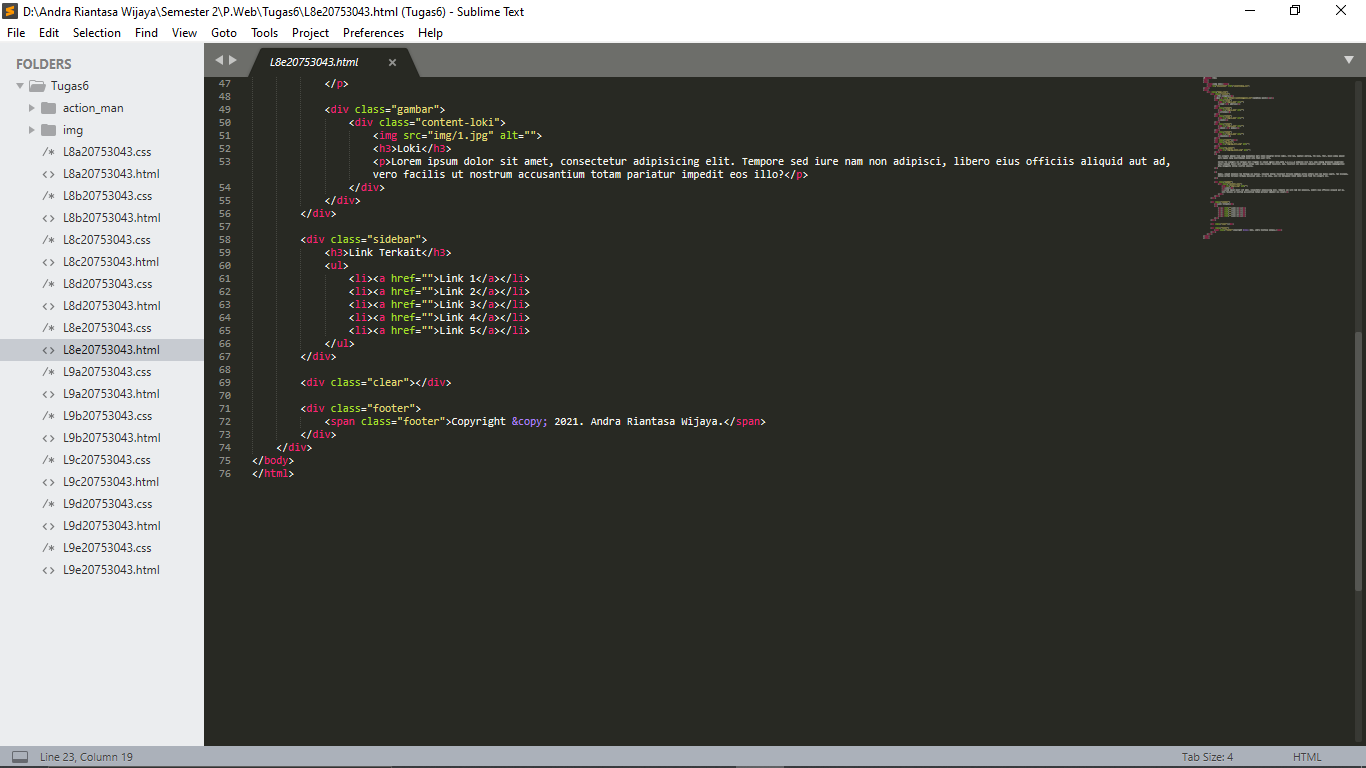 D:\Andra Riantasa Wijaya\Semester 2\P.Web\Tugas6\L8e20753043.html (Tugas6) - Sublime Text
File Edit Selection Find View Goto Tools Project Preferences Help
FOLDERS
Tugas6
action_man
img
/* L8a20753043.css
<> L8a20753043.html
/* L8b20753043.css
<> L8b20753043.html
/* L8c20753043.css
<> L8c20753043.html
/* L8d20753043.css
<> L8d20753043.html
/* L8e20753043.css
<> L8e20753043.html
/* L9a20753043.css
<> L9a20753043.html
/* L9b20753043.css
<> L9b20753043.html
/* L9c20753043.css
<> L9c20753043.html
/* L9d20753043.css
<> L9d20753043.html
/* L9e20753043.css
<> L9e20753043.html
L8e20753043.html ×
47 </p>
48
49 <div class="gambar">
50 <div class="content-loki">
51 <img src="img/1.jpg" alt="">
52 <h3>Loki</h3>
53 <p>Lorem ipsum dolor sit amet, consectetur adipisicing elit. Tempore sed iure nam non adipisci, libero eius officiis aliquid aut ad,
vero facilis ut nostrum accusantium totam pariatur impedit eos illo?</p>
54 </div>
55 </div>
56 </div>
57
58 <div class="sidebar">
59 <h3>Link Terkait</h3>
60 <ul>
61 <li><a href="">Link 1</a></li>
62 <li><a href="">Link 2</a></li>
63 <li><a href="">Link 3</a></li>
64 <li><a href="">Link 4</a></li>
65 <li><a href="">Link 5</a></li>
66 </ul>
67 </div>
68
69 <div class="clear"></div>
70
71 <div class="footer">
72 <span class="footer">Copyright &copy; 2021. Andra Riantasa Wijaya.</span>
73 </div>
74 </div>
75 </body>
76 </html>
Line 23, Column 19
Tab Size: 4
HTML